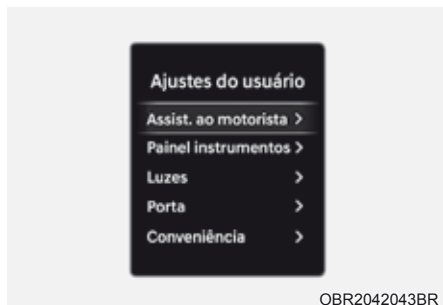 Ajustes do usuário
Assist. ao motorista >
Painel instrumentos >
Luzes >
Porta >
Conveniência >
OBR2042043BR